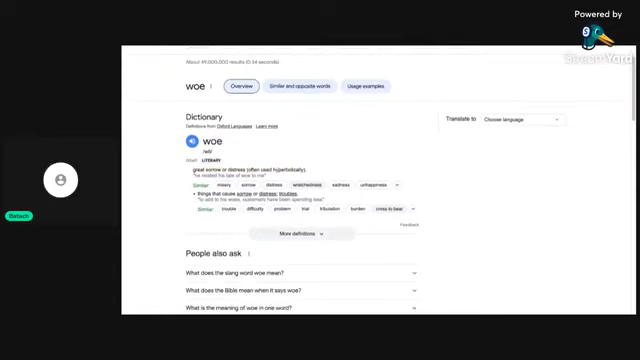 Powered by
StreamYard
About 49,000,000 results (0.34 seconds)
woe
Overview
Similar and opposite words
Usage examples
Dictionary
Definitions from Oxford Languages · Learn more
Translate to
Choose language
woe
/wō/
noun LITERARY
great sorrow or distress (often used hyperbolically).
"he related his tale of woe to me"
Similar: misery sorrow distress wretchedness sadness unhappiness
• things that cause sorrow or distress; troubles.
"to add to his woes, customers have been spending less"
Similar: trouble difficulty problem trial tribulation burden cross to bear
Feedback
More definitions
People also ask
What does the slang word woe mean?
What does the Bible mean when it says woe?
What is the meaning of woe in one word?